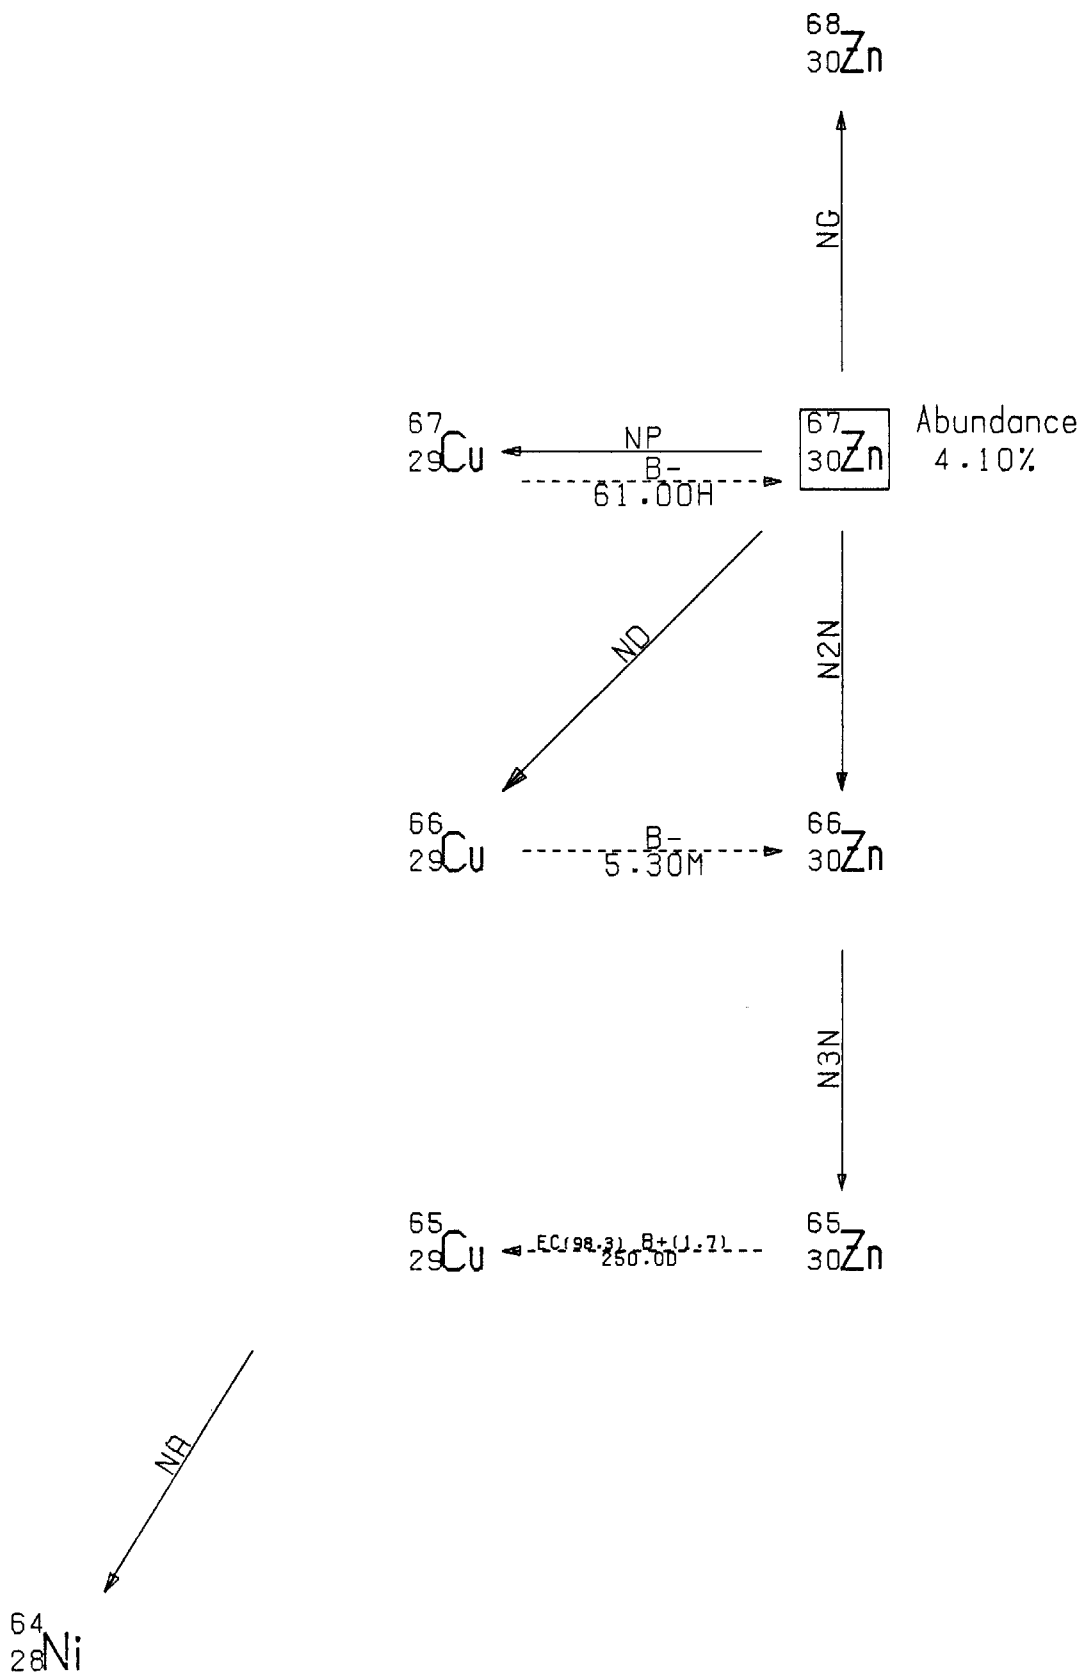 68
30Zn
NG
67
29Cu
NP
B-
61.00H
67
30Zn
Abundance
4.10%
ND
N2N
66
29Cu
B-
5.30M
66
30Zn
N3N
65
29Cu
EC(98.3) B+(1.7)
250.0D
65
30Zn
NA
64
28Ni